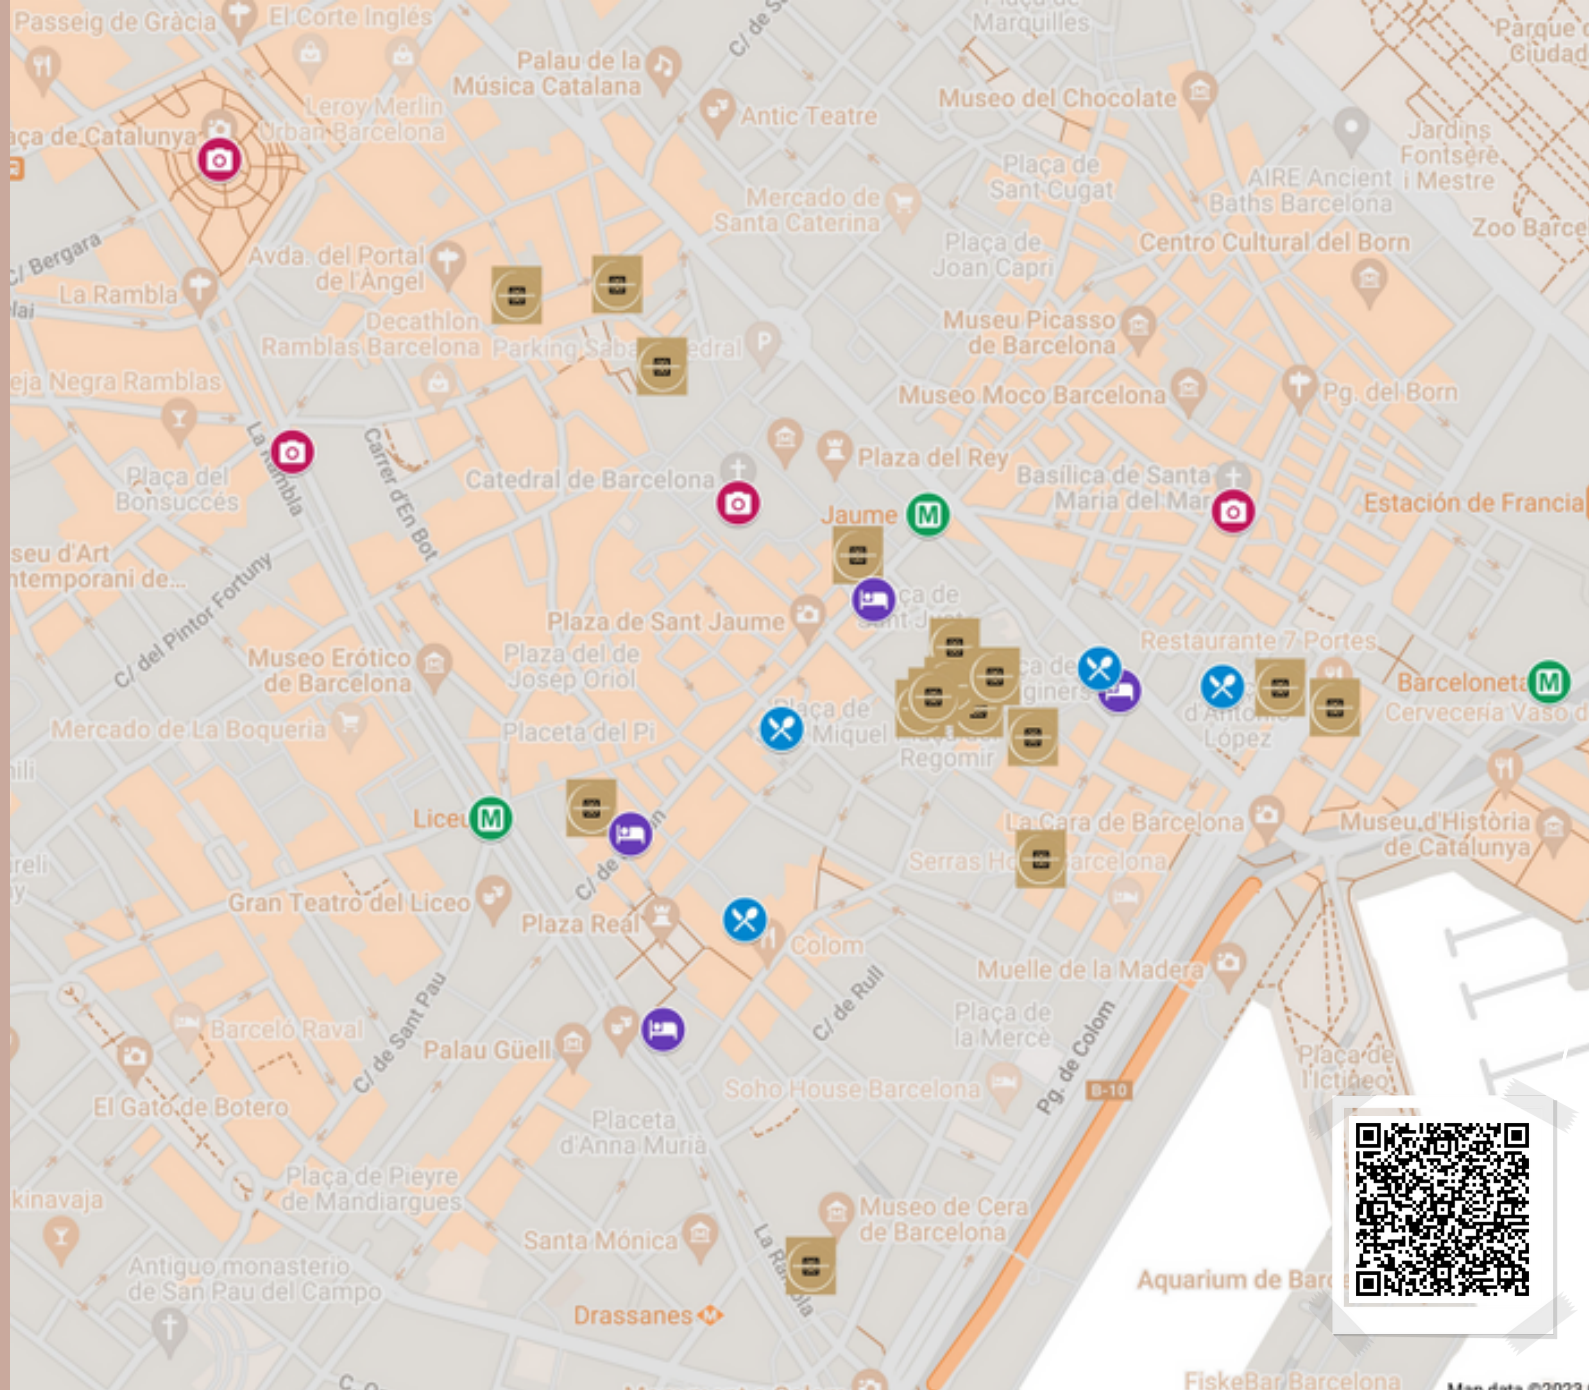 Passeig de Gràcia
El Corte Inglés
Palau de la
Música Catalana
Marquilles
Parque
Ciudad
Leroy Merlin
Urban Barcelona
Antic Teatre
Museo del Chocolate
Jardins
Fontserè
i Mestre
aça de Catalunya
Plaça de
Sant Cugat
AIRE Ancient
Baths Barcelona
Mercado de
Santa Caterina
Zoo Barce
C/ Bergara
Avda. del Portal
de l'Àngel
Plaça de
Joan Capri
Centro Cultural del Born
La Rambla
Decathlon
Ramblas Barcelona
Museu Picasso
de Barcelona
eja Negra Ramblas
Museo Moco Barcelona
Pg. del Born
La Rambla
Carrer d'En Bot
Plaça del
Bonsuccés
Catedral de Barcelona
Plaza del Rey
Basílica de Santa
Maria del Mar
Jaume
M
Estación de Francia
seu d'Art
ntemporani de...
C/ del Pintor Fortuny
Plaza de Sant Jaume
Restaurante 7 Portes
Museo Erótico
de Barcelona
Plaza del de
Josep Oriol
Barceloneta
M
Cervecería Vaso d
Mercado de La Boqueria
Placeta del Pi
Plaça de
Miquel
Regomir
d'Antonio
López
Liceu
M
La Cara de Barcelona
Museu d'Història
de Catalunya
Gran Teatro del Liceo
Plaza Real
Colom
Muelle de la Madera
C/ de Rull
Plaça de
la Mercè
Pg. de Colom
Barceló Raval
C/ de Sant Pau
Palau Güell
Soho House Barcelona
B-10
Plaça de
l'Ictíneo
El Gato de Botero
Placeta
d'Anna Murià
Plaça de Pieyre
de Mandiargues
kinavaja
Santa Mónica
La Rambla
Museo de Cera
de Barcelona
Antiguo monasterio
de San Pau del Campo
Aquarium de Barc
Drassanes
FiskeBar Barcelona